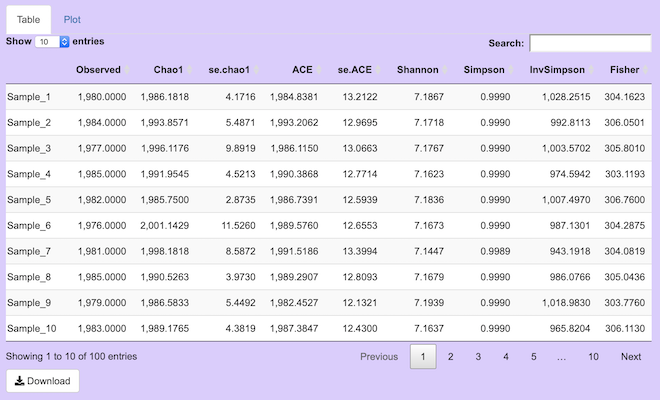 Table Plot
Show 10 entries Search:
Observed Chao1 se.chao1 ACE se.ACE Shannon Simpson InvSimpson Fisher
Sample_1 1,980.0000 1,986.1818 4.1716 1,984.8381 13.2122 7.1867 0.9990 1,028.2515 304.1623
Sample_2 1,984.0000 1,993.8571 5.4871 1,993.2062 12.9695 7.1718 0.9990 992.8113 306.0501
Sample_3 1,977.0000 1,996.1176 9.8919 1,986.1150 13.0663 7.1767 0.9990 1,003.5702 305.8010
Sample_4 1,985.0000 1,991.9545 4.5213 1,990.3868 12.7714 7.1623 0.9990 974.5942 303.1193
Sample_5 1,982.0000 1,985.7500 2.8735 1,986.7391 12.5939 7.1836 0.9990 1,007.4970 306.7600
Sample_6 1,976.0000 2,001.1429 11.5260 1,989.5760 12.6553 7.1673 0.9990 987.1301 304.2875
Sample_7 1,981.0000 1,998.1818 8.5872 1,991.5186 13.3994 7.1447 0.9989 943.1918 304.0819
Sample_8 1,985.0000 1,990.5263 3.9730 1,989.2907 12.8093 7.1679 0.9990 986.0766 305.0436
Sample_9 1,979.0000 1,986.5833 5.4492 1,982.4527 12.1321 7.1939 0.9990 1,018.9830 303.7760
Sample_10 1,983.0000 1,989.1765 4.3819 1,987.3847 12.4300 7.1637 0.9990 965.8204 306.1130
Showing 1 to 10 of 100 entries Previous 1 2 3 4 5 … 10 Next
Download